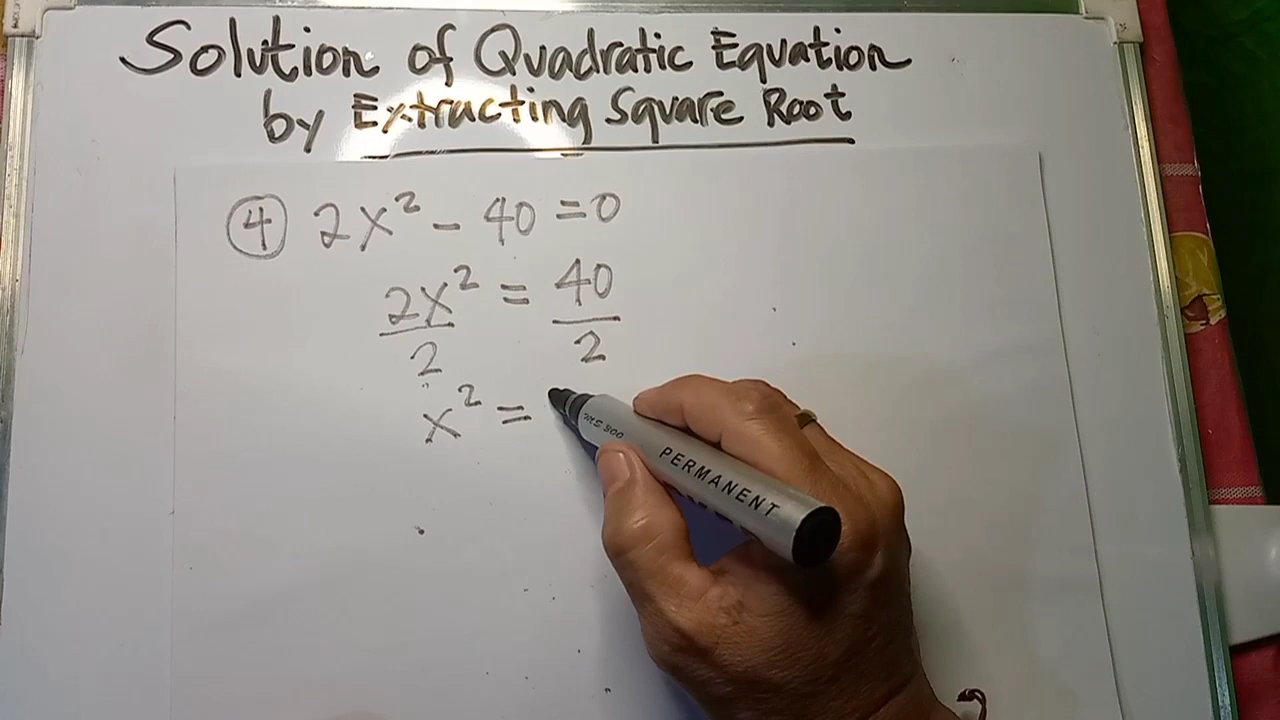 Solution of Quadratic Equation
by Extracting Square Root
④ 2x² - 40 = 0
2x² = 40
2 2
x² =
PERMANENT